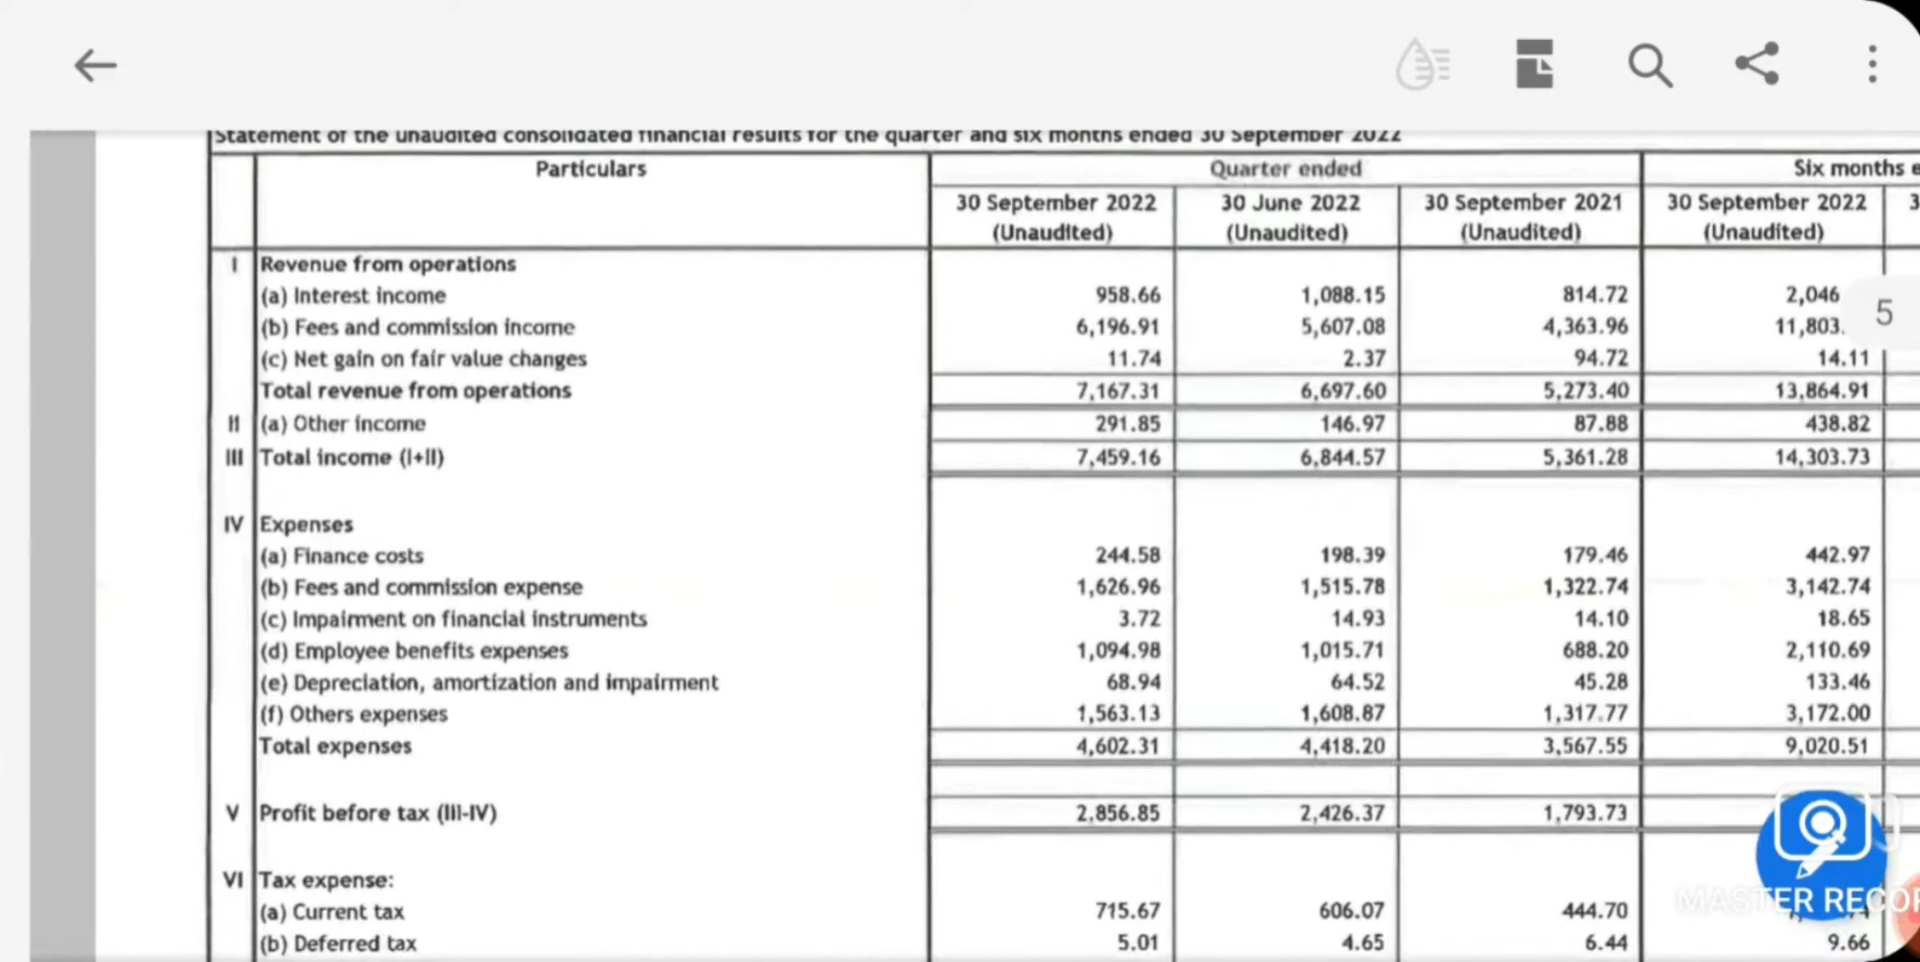 Statement of the unaudited consolidated financial results for the quarter and six months ended 30 September 2022
Particulars Quarter ended Six months e
30 September 2022 30 June 2022 30 September 2021 30 September 2022 3
(Unaudited) (Unaudited) (Unaudited) (Unaudited)
I Revenue from operations
(a) Interest income 958.66 1,088.15 814.72 2,046
(b) Fees and commission income 6,196.91 5,607.08 4,363.96 11,803.
5
(c) Net gain on fair value changes 11.74 2.37 94.72 14.11
Total revenue from operations 7,167.31 6,697.60 5,273.40 13,864.91
II (a) Other income 291.85 146.97 87.88 438.82
III Total income (I+II) 7,459.16 6,844.57 5,361.28 14,303.73
IV Expenses
(a) Finance costs 244.58 198.39 179.46 442.97
(b) Fees and commission expense 1,626.96 1,515.78 1,322.74 3,142.74
(c) Impairment on financial instruments 3.72 14.93 14.10 18.65
(d) Employee benefits expenses 1,094.98 1,015.71 688.20 2,110.69
(e) Depreciation, amortization and impairment 68.94 64.52 45.28 133.46
(f) Others expenses 1,563.13 1,608.87 1,317.77 3,172.00
Total expenses 4,602.31 4,418.20 3,567.55 9,020.51
V Profit before tax (III-IV) 2,856.85 2,426.37 1,793.73
VI Tax expense:
(a) Current tax 715.67 606.07 444.70
MASTER RECOR
(b) Deferred tax 5.01 4.65 6.44 9.66